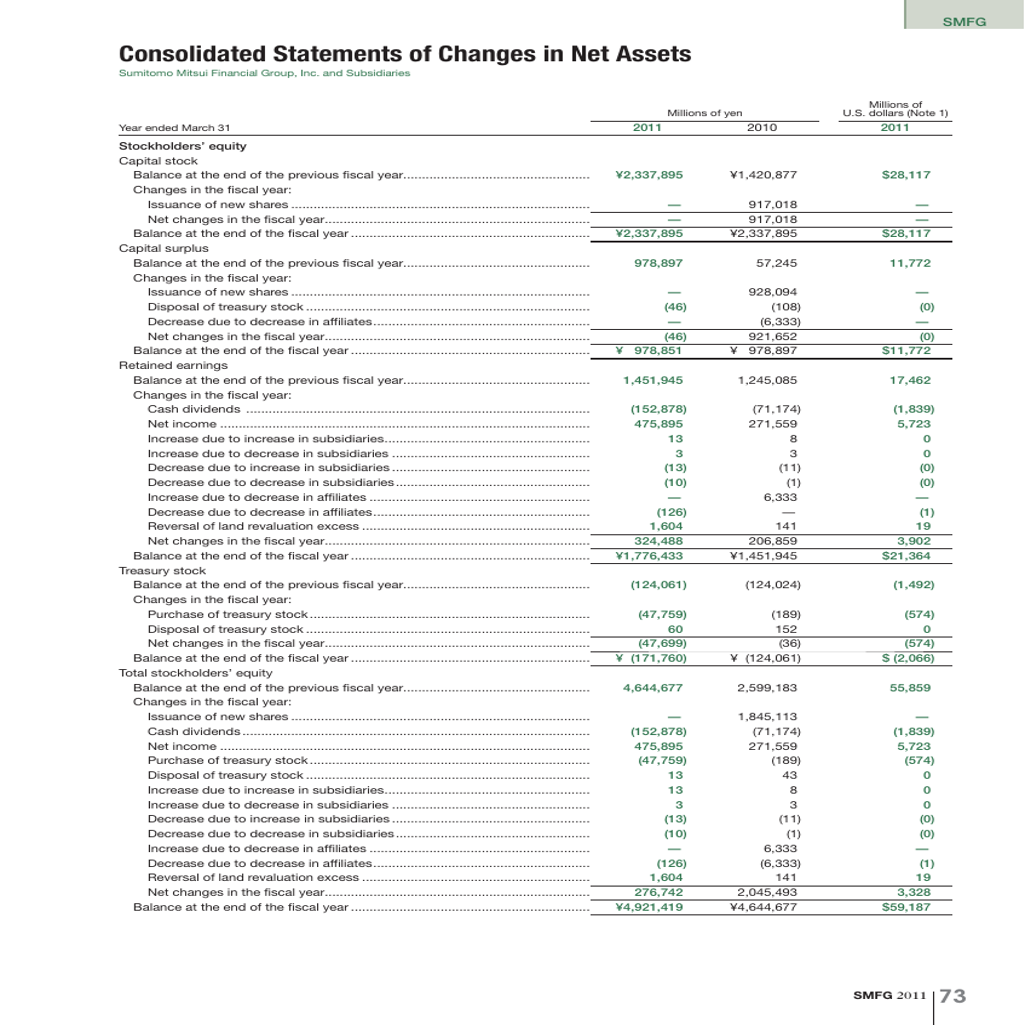 SMFG
Consolidated Statements of Changes in Net Assets
Sumitomo Mitsui Financial Group, Inc. and Subsidiaries
Millions of yen Millions of
U.S. dollars (Note 1)
Year ended March 31 2011 2010 2011
Stockholders' equity
Capital stock
Balance at the end of the previous fiscal year ¥2,337,895 ¥1,420,877 $28,117
Changes in the fiscal year:
Issuance of new shares — 917,018 —
Net changes in the fiscal year — 917,018 —
Balance at the end of the fiscal year ¥2,337,895 ¥2,337,895 $28,117
Capital surplus
Balance at the end of the previous fiscal year 978,897 57,245 11,772
Changes in the fiscal year:
Issuance of new shares — 928,094 —
Disposal of treasury stock (46) (108) (0)
Decrease due to decrease in affiliates — (6,333) —
Net changes in the fiscal year (46) 921,652 (0)
Balance at the end of the fiscal year ¥ 978,851 ¥ 978,897 $11,772
Retained earnings
Balance at the end of the previous fiscal year 1,451,945 1,245,085 17,462
Changes in the fiscal year:
Cash dividends (152,878) (71,174) (1,839)
Net income 475,895 271,559 5,723
Increase due to increase in subsidiaries 13 8 0
Increase due to decrease in subsidiaries 3 3 0
Decrease due to increase in subsidiaries (13) (11) (0)
Decrease due to decrease in subsidiaries (10) (1) (0)
Increase due to decrease in affiliates — 6,333 —
Decrease due to decrease in affiliates (126) — (1)
Reversal of land revaluation excess 1,604 141 19
Net changes in the fiscal year 324,488 206,859 3,902
Balance at the end of the fiscal year ¥1,776,433 ¥1,451,945 $21,364
Treasury stock
Balance at the end of the previous fiscal year (124,061) (124,024) (1,492)
Changes in the fiscal year:
Purchase of treasury stock (47,759) (189) (574)
Disposal of treasury stock 60 152 0
Net changes in the fiscal year (47,699) (36) (574)
Balance at the end of the fiscal year ¥ (171,760) ¥ (124,061) $ (2,066)
Total stockholders' equity
Balance at the end of the previous fiscal year 4,644,677 2,599,183 55,859
Changes in the fiscal year:
Issuance of new shares — 1,845,113 —
Cash dividends (152,878) (71,174) (1,839)
Net income 475,895 271,559 5,723
Purchase of treasury stock (47,759) (189) (574)
Disposal of treasury stock 13 43 0
Increase due to increase in subsidiaries 13 8 0
Increase due to decrease in subsidiaries 3 3 0
Decrease due to increase in subsidiaries (13) (11) (0)
Decrease due to decrease in subsidiaries (10) (1) (0)
Increase due to decrease in affiliates — 6,333 —
Decrease due to decrease in affiliates (126) (6,333) (1)
Reversal of land revaluation excess 1,604 141 19
Net changes in the fiscal year 276,742 2,045,493 3,328
Balance at the end of the fiscal year ¥4,921,419 ¥4,644,677 $59,187
SMFG 2011 73